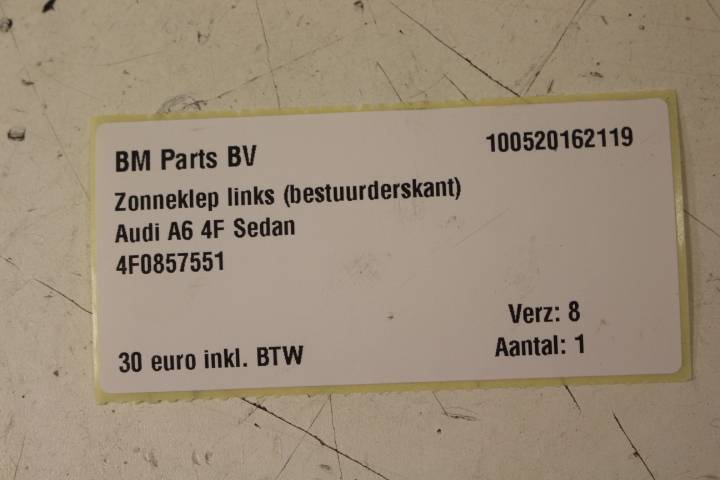 BM Parts BV
100520162119
Zonneklep links (bestuurderskant)
Audi A6 4F Sedan
4F0857551
Verz: 8
30 euro inkl. BTW
Aantal: 1